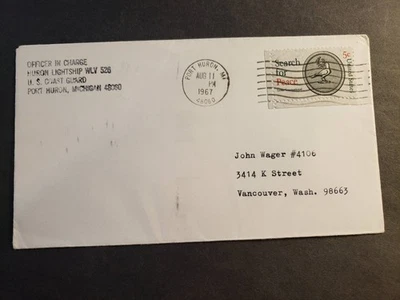 OFFICER IN CHARGE
HURON LIGHTSHIP WLV 526
U. S. COAST GUARD
PORT HURON, MICHIGAN 48060
PORT HURON, MI
AUG 11
PM
1967
48060
Search
for
Peace
5c
John Wager #4106
3414 K Street
Vancouver, Wash. 98663